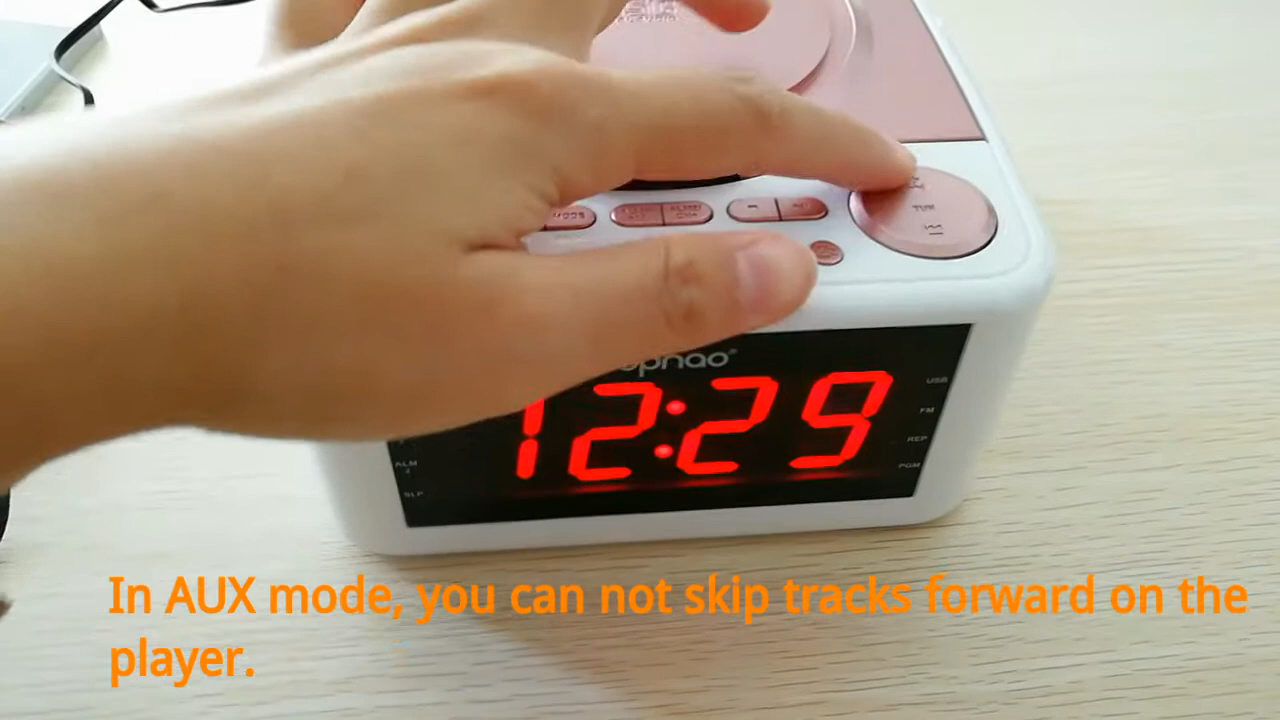 TUN
12:29
USB
FM
REP
PGM
ALM
SLP
In AUX mode, you can not skip tracks forward on the
player.